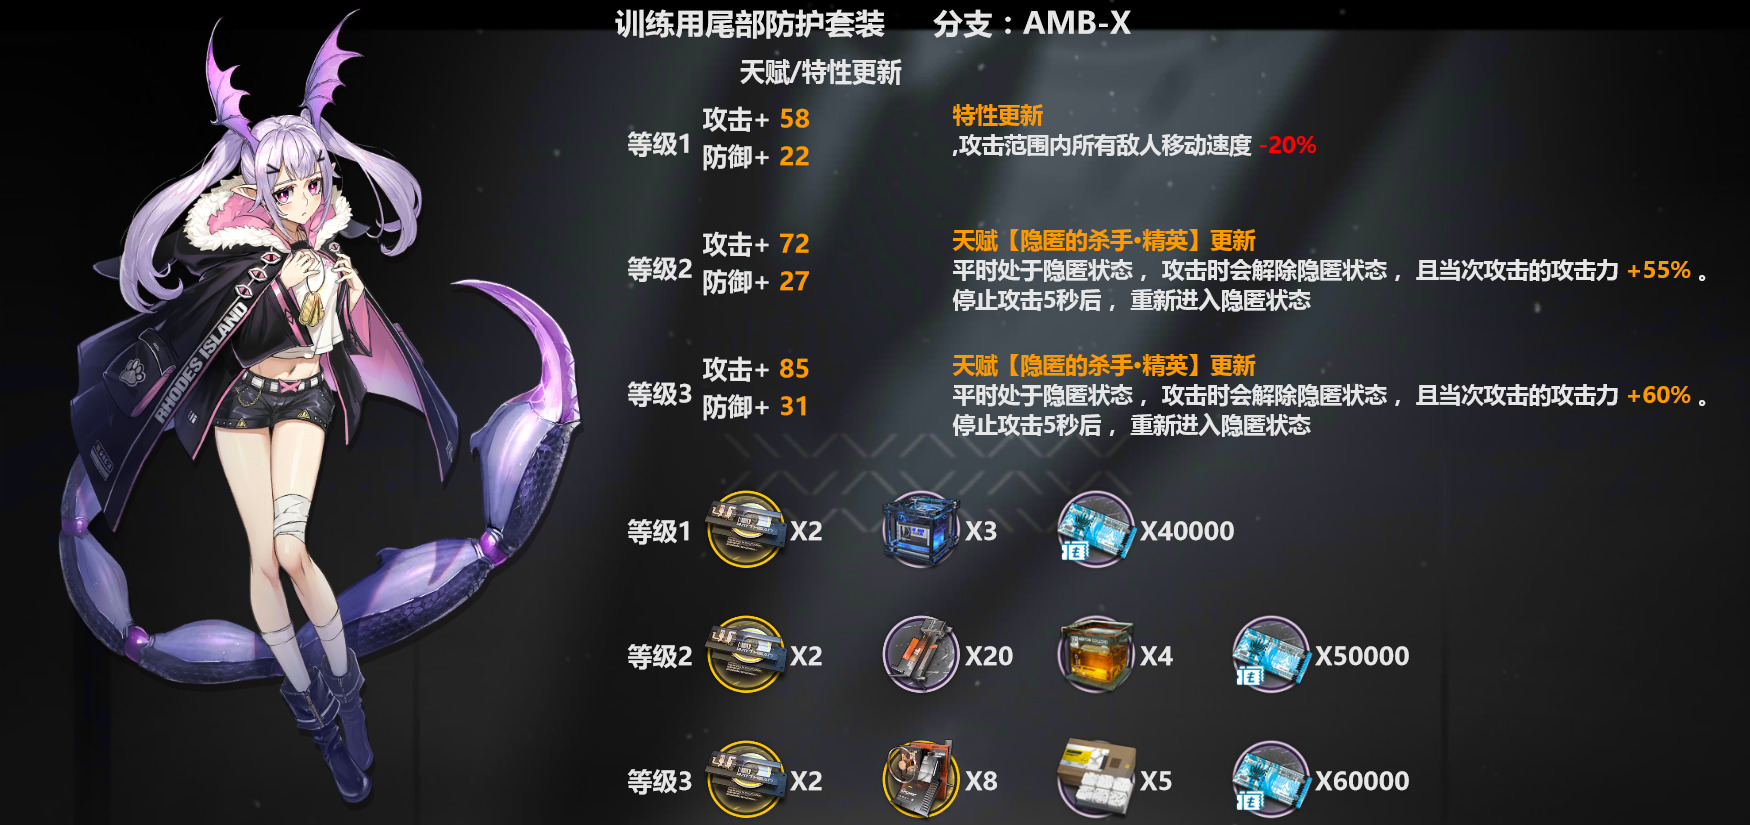 训练用尾部防护套装 分支：AMB-X
天赋/特性更新
等级1
攻击+ 58
防御+ 22
特性更新
,攻击范围内所有敌人移动速度 -20%
等级2
攻击+ 72
防御+ 27
天赋【隐匿的杀手·精英】更新
平时处于隐匿状态，攻击时会解除隐匿状态，且当次攻击的攻击力 +55% 。
停止攻击5秒后，重新进入隐匿状态
等级3
攻击+ 85
防御+ 31
天赋【隐匿的杀手·精英】更新
平时处于隐匿状态，攻击时会解除隐匿状态，且当次攻击的攻击力 +60% 。
停止攻击5秒后，重新进入隐匿状态
RHODES ISLAND
等级1 X2 X3 X40000
等级2 X2 X20 X4 X50000
等级3 X2 X8 X5 X60000